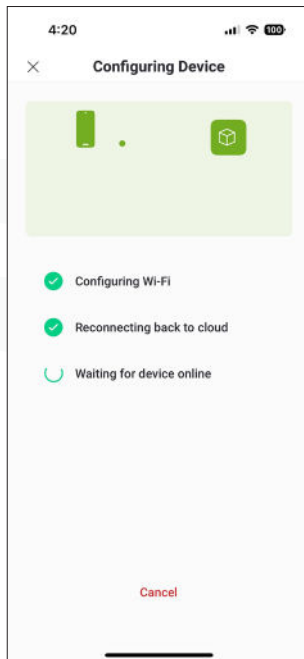 4:20
100
Configuring Device
Configuring Wi-Fi
Reconnecting back to cloud
Waiting for device online
Cancel